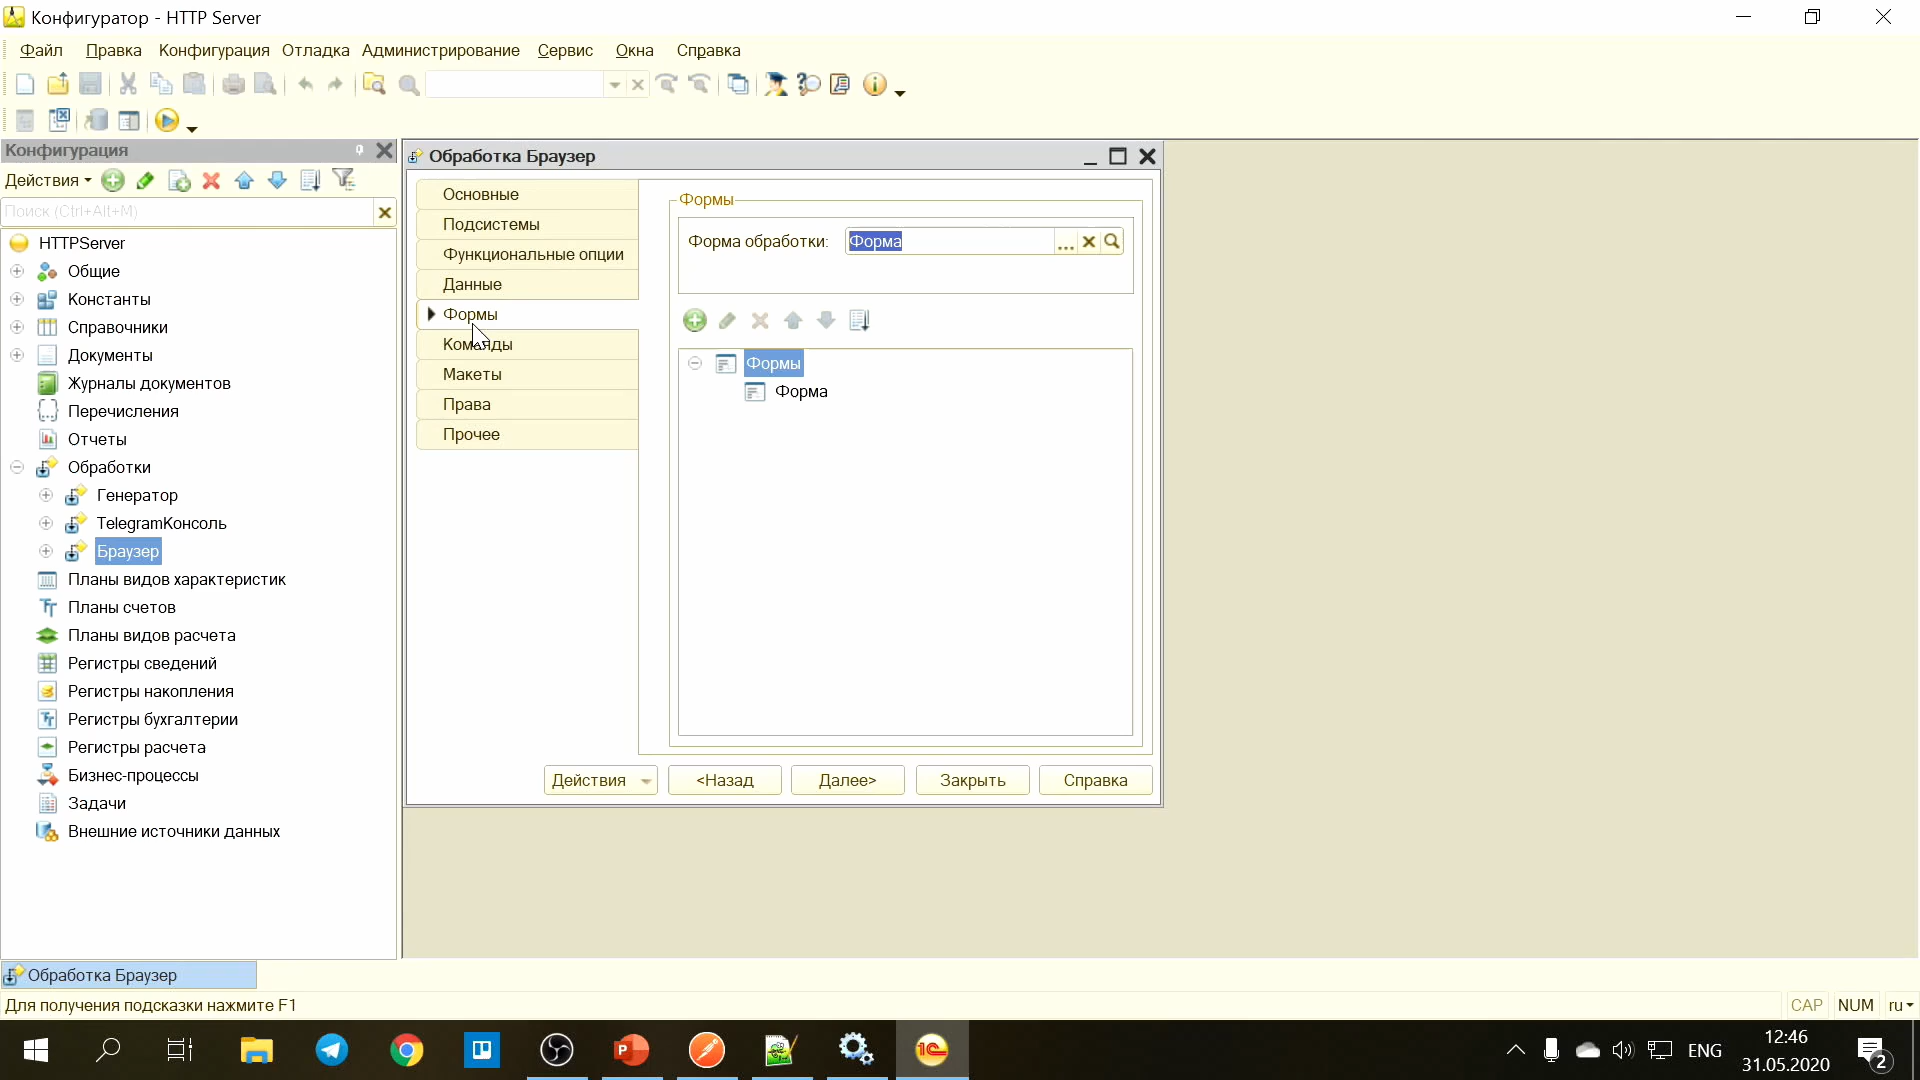 Конфигуратор - HTTP Server
Файл Правка Конфигурация Отладка Администрирование Сервис Окна Справка
Конфигурация
Действия
Поиск (Ctrl+Alt+M)
HTTPServer
Общие
Константы
Справочники
Документы
Журналы документов
Перечисления
Отчеты
Обработки
Генератор
TelegramКонсоль
Браузер
Планы видов характеристик
Планы счетов
Планы видов расчета
Регистры сведений
Регистры накопления
Регистры бухгалтерии
Регистры расчета
Бизнес-процессы
Задачи
Внешние источники данных
Обработка Браузер
Основные
Подсистемы
Функциональные опции
Данные
Формы
Команды
Макеты
Права
Прочее
Формы
Форма обработки: Форма
Формы
Форма
Действия <Назад Далее> Закрыть Справка
Обработка Браузер
Для получения подсказки нажмите F1
CAP NUM ru
ENG
12:46
31.05.2020
2